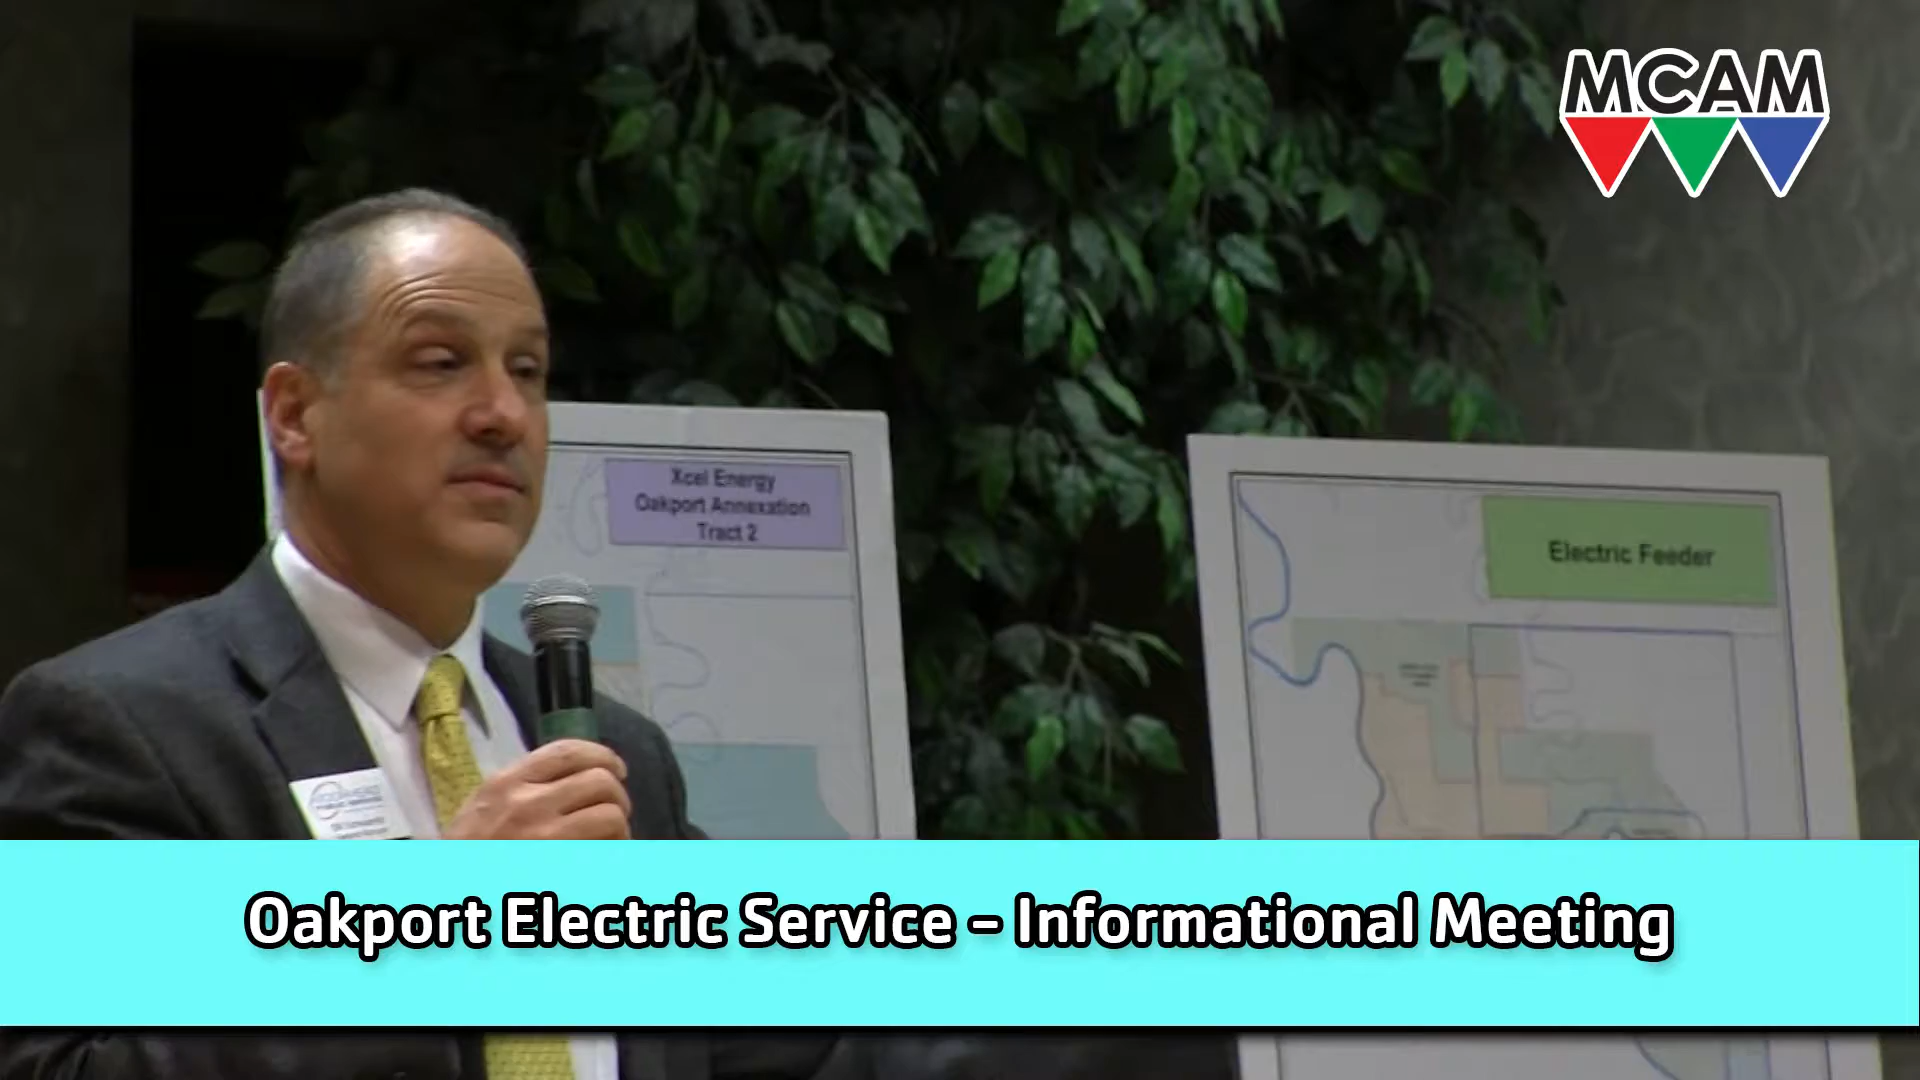 MCAM
Xcel Energy
Oakport Annexation
Tract 2
Electric Feeder
Oakport Electric Service – Informational Meeting